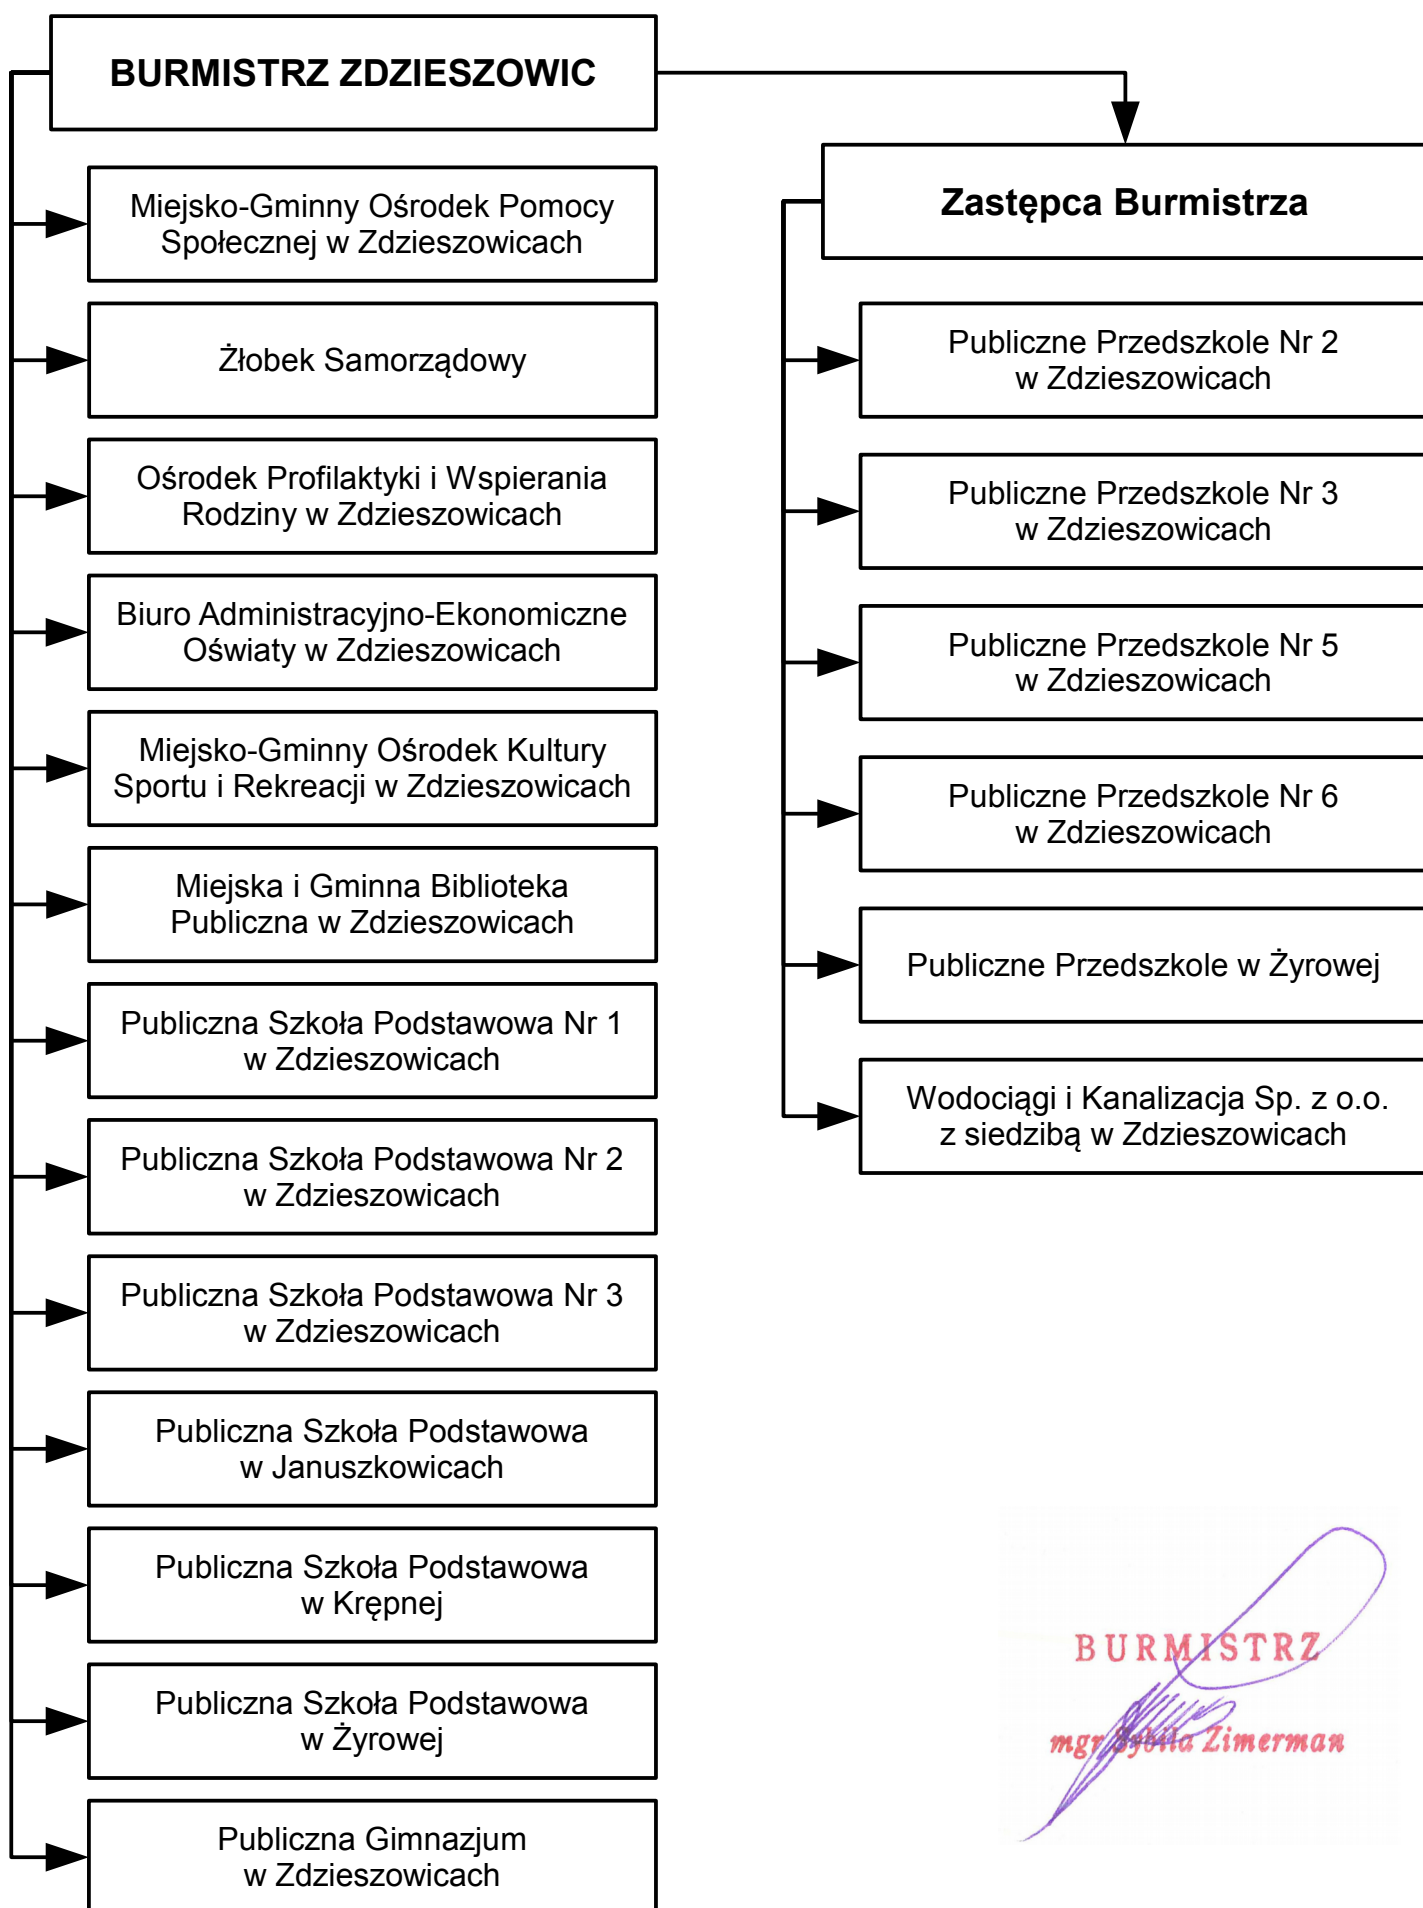 BURMISTRZ ZDZIESZOWIC
Miejsko-Gminny Ośrodek Pomocy
Społecznej w Zdzieszowicach
Żłobek Samorządowy
Ośrodek Profilaktyki i Wspierania
Rodziny w Zdzieszowicach
Biuro Administracyjno-Ekonomiczne
Oświaty w Zdzieszowicach
Miejsko-Gminny Ośrodek Kultury
Sportu i Rekreacji w Zdzieszowicach
Miejska i Gminna Biblioteka
Publiczna w Zdzieszowicach
Publiczna Szkoła Podstawowa Nr 1
w Zdzieszowicach
Publiczna Szkoła Podstawowa Nr 2
w Zdzieszowicach
Publiczna Szkoła Podstawowa Nr 3
w Zdzieszowicach
Publiczna Szkoła Podstawowa
w Januszkowicach
Publiczna Szkoła Podstawowa
w Krępnej
Publiczna Szkoła Podstawowa
w Żyrowej
Publiczna Gimnazjum
w Zdzieszowicach
Zastępca Burmistrza
Publiczne Przedszkole Nr 2
w Zdzieszowicach
Publiczne Przedszkole Nr 3
w Zdzieszowicach
Publiczne Przedszkole Nr 5
w Zdzieszowicach
Publiczne Przedszkole Nr 6
w Zdzieszowicach
Publiczne Przedszkole w Żyrowej
Wodociągi i Kanalizacja Sp. z o.o.
z siedzibą w Zdzieszowicach
BURMISTRZ
mgr Sybila Zimerman